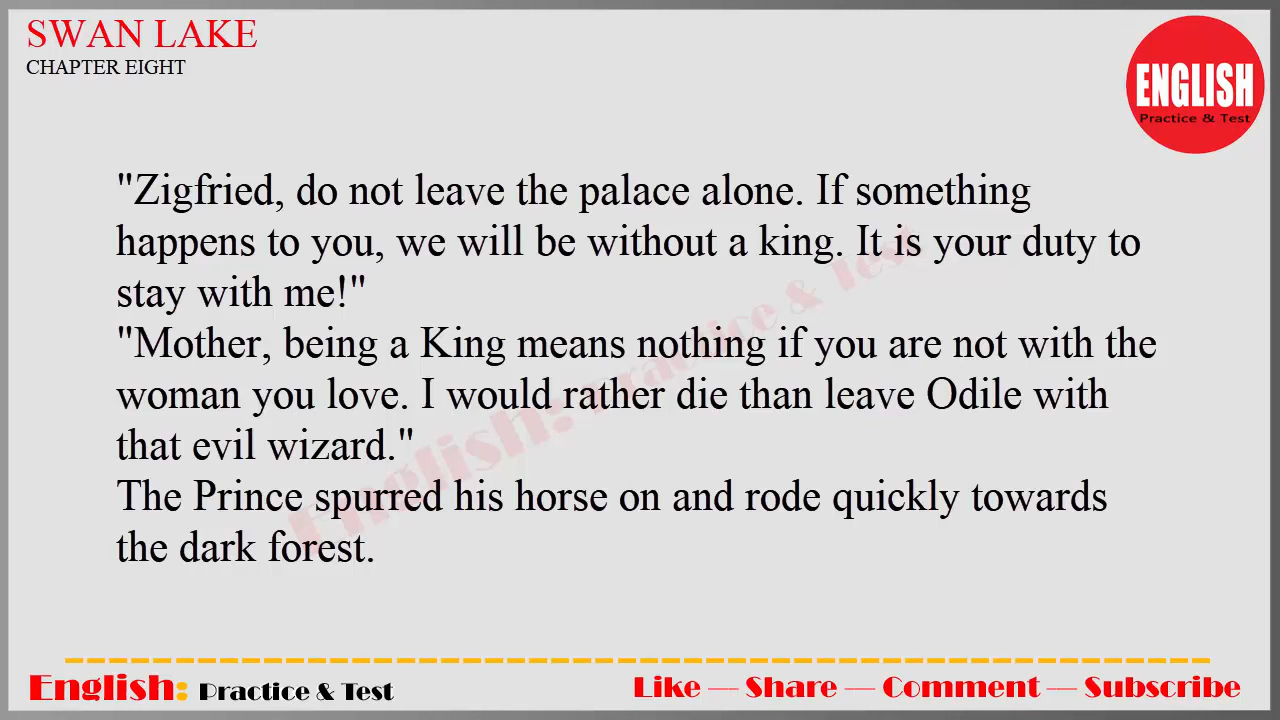 SWAN LAKE
CHAPTER EIGHT
ENGLISH
Practice & Test
"Zigfried, do not leave the palace alone. If something
happens to you, we will be without a king. It is your duty to
stay with me!"
"Mother, being a King means nothing if you are not with the
woman you love. I would rather die than leave Odile with
that evil wizard."
The Prince spurred his horse on and rode quickly towards
the dark forest.
English: Practice & Test
English: Practice & Test
Like — Share — Comment — Subscribe